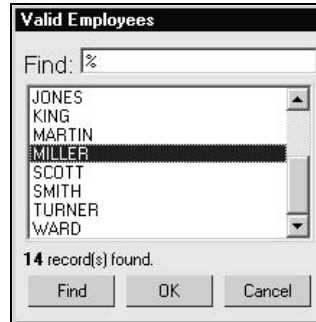 Valid Employees
Find: %
JONES
KING
MARTIN
MILLER
SCOTT
SMITH
TURNER
WARD
14 record(s) found.
Find OK Cancel